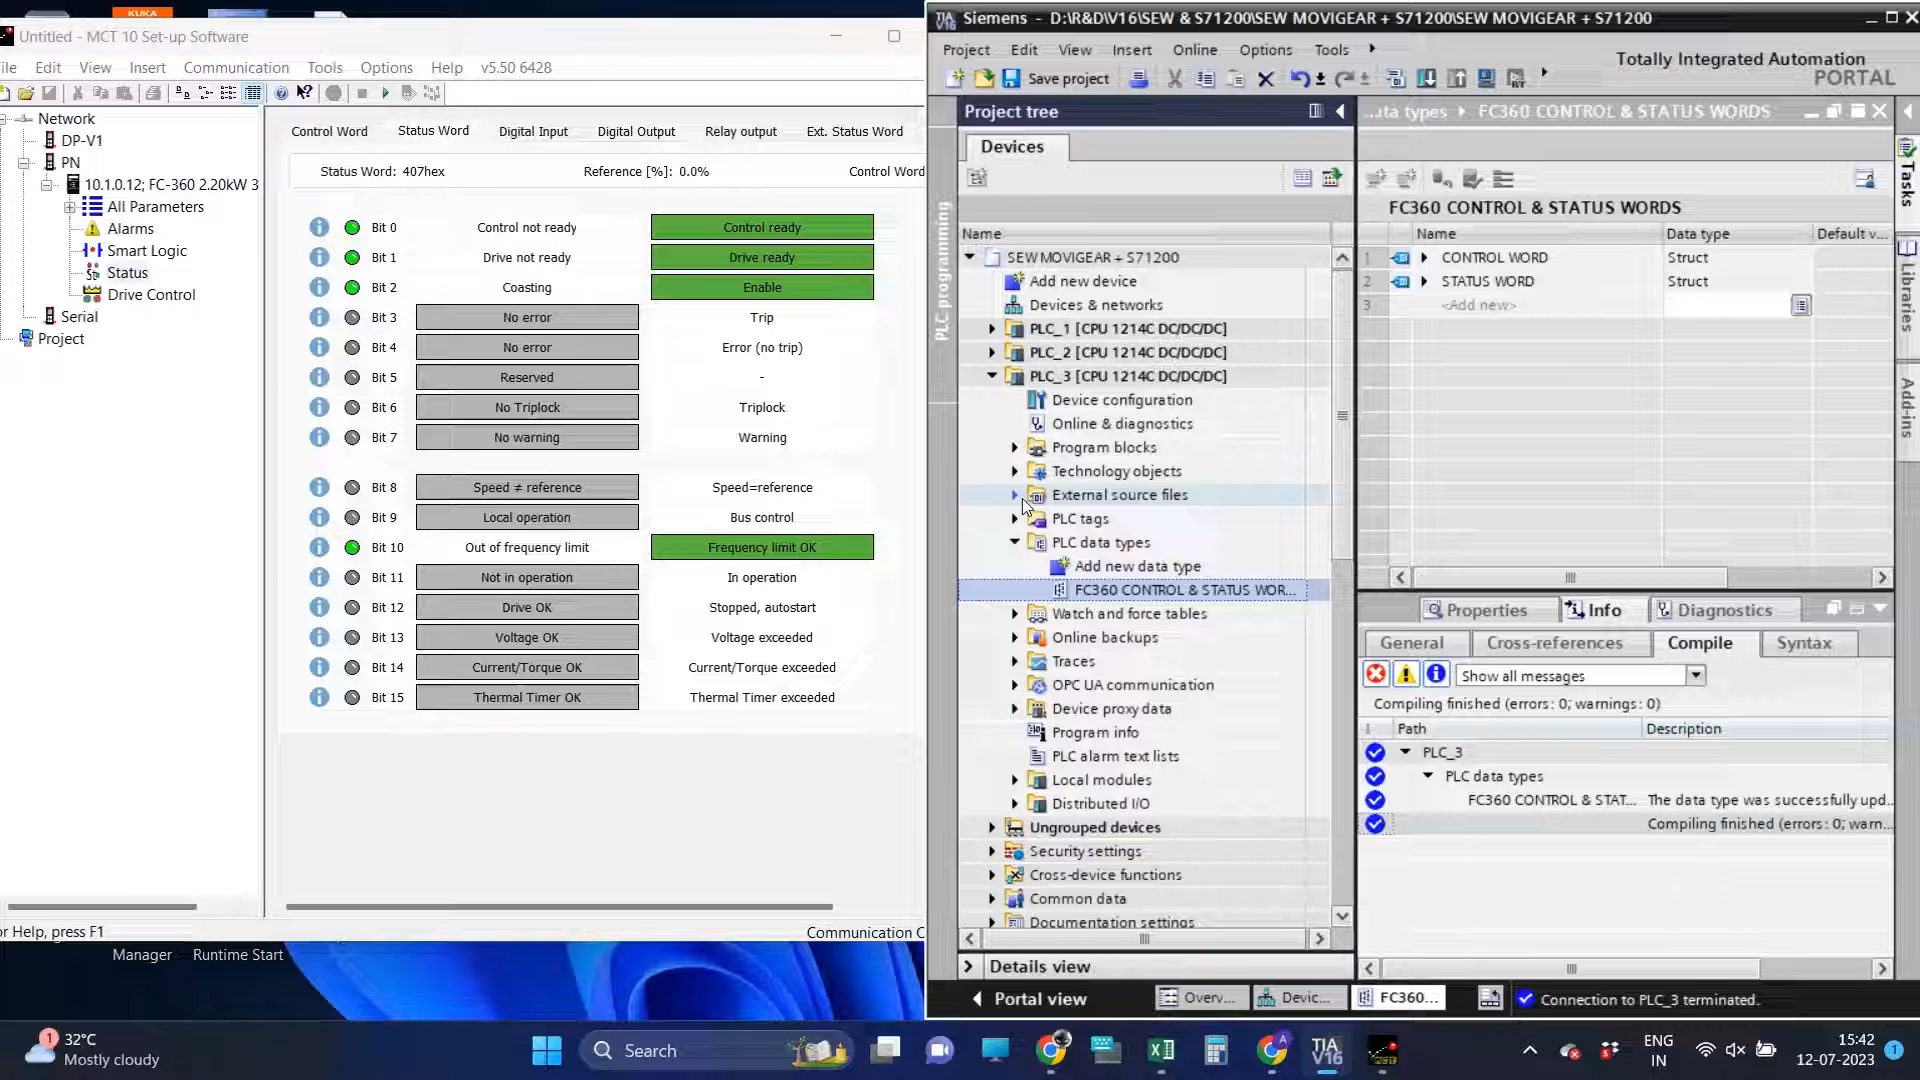 KUKA
Untitled - MCT 10 Set-up Software
ile Edit View Insert Communication Tools Options Help v5.50 6428
Network
DP-V1
PN
10.1.0.12; FC-360 2.20kW 3
All Parameters
Alarms
Smart Logic
Status
Drive Control
Serial
Project
Control Word Status Word Digital Input Digital Output Relay output Ext. Status Word
Status Word: 407hex Reference [%]: 0.0% Control Word
Bit 0 Control not ready Control ready
Bit 1 Drive not ready Drive ready
Bit 2 Coasting Enable
Bit 3 No error Trip
Bit 4 No error Error (no trip)
Bit 5 Reserved -
Bit 6 No Triplock Triplock
Bit 7 No warning Warning
Bit 8 Speed ≠ reference Speed=reference
Bit 9 Local operation Bus control
Bit 10 Out of frequency limit Frequency limit OK
Bit 11 Not in operation In operation
Bit 12 Drive OK Stopped, autostart
Bit 13 Voltage OK Voltage exceeded
Bit 14 Current/Torque OK Current/Torque exceeded
Bit 15 Thermal Timer OK Thermal Timer exceeded
or Help, press F1 Communication C
Manager Runtime Start
Siemens - D:\R&D\V16\SEW & S71200\SEW MOVIGEAR + S71200\SEW MOVIGEAR + S71200
Project Edit View Insert Online Options Tools
Totally Integrated Automation
PORTAL
Save project
Project tree
Devices
PLC programming
Name
SEW MOVIGEAR + S71200
Add new device
Devices & networks
PLC_1 [CPU 1214C DC/DC/DC]
PLC_2 [CPU 1214C DC/DC/DC]
PLC_3 [CPU 1214C DC/DC/DC]
Device configuration
Online & diagnostics
Program blocks
Technology objects
External source files
PLC tags
PLC data types
Add new data type
FC360 CONTROL & STATUS WOR...
Watch and force tables
Online backups
Traces
OPC UA communication
Device proxy data
Program info
PLC alarm text lists
Local modules
Distributed I/O
Ungrouped devices
Security settings
Cross-device functions
Common data
Documentation settings
Details view
...ata types FC360 CONTROL & STATUS WORDS
FC360 CONTROL & STATUS WORDS
Name Data type Default v...
1 CONTROL WORD Struct
2 STATUS WORD Struct
3 <Add new>
Properties Info Diagnostics
General Cross-references Compile Syntax
Show all messages
Compiling finished (errors: 0; warnings: 0)
! Path Description
PLC_3
PLC data types
FC360 CONTROL & STAT... The data type was successfully upd...
Compiling finished (errors: 0; warn...
Tasks
Libraries
Add-ins
Portal view Overv... Devic... FC360... Connection to PLC_3 terminated.
1 32°C
Mostly cloudy
Search
TIA
V16
ENG
IN
15:42
12-07-2023
1